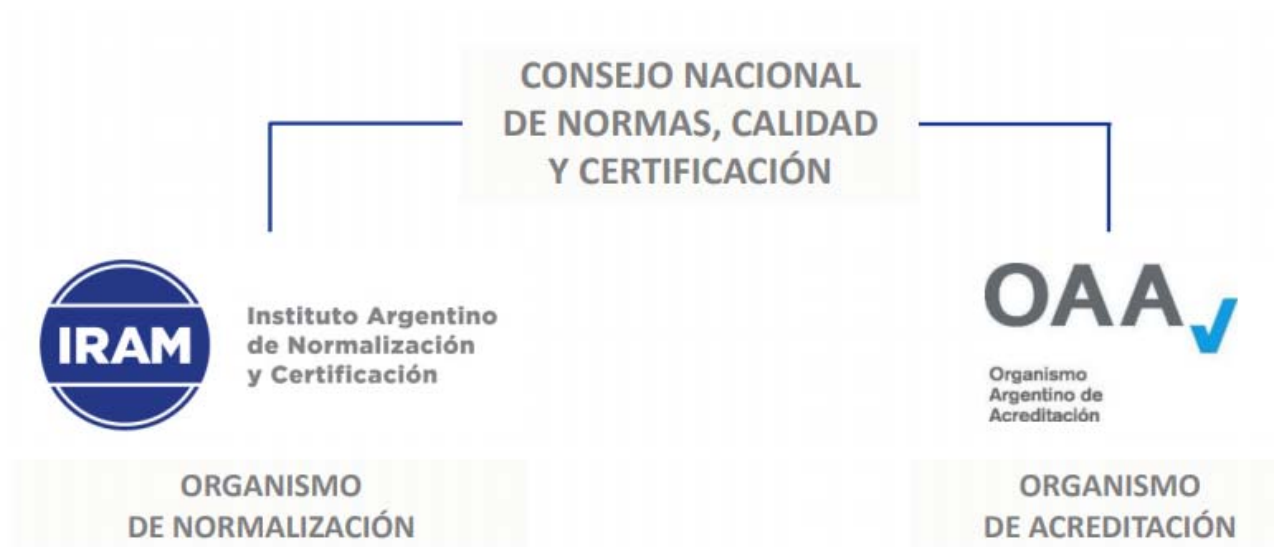 CONSEJO NACIONAL
DE NORMAS, CALIDAD
Y CERTIFICACIÓN
IRAM
Instituto Argentino
de Normalización
y Certificación
ORGANISMO
DE NORMALIZACIÓN
OAA
Organismo
Argentino de
Acreditación
ORGANISMO
DE ACREDITACIÓN